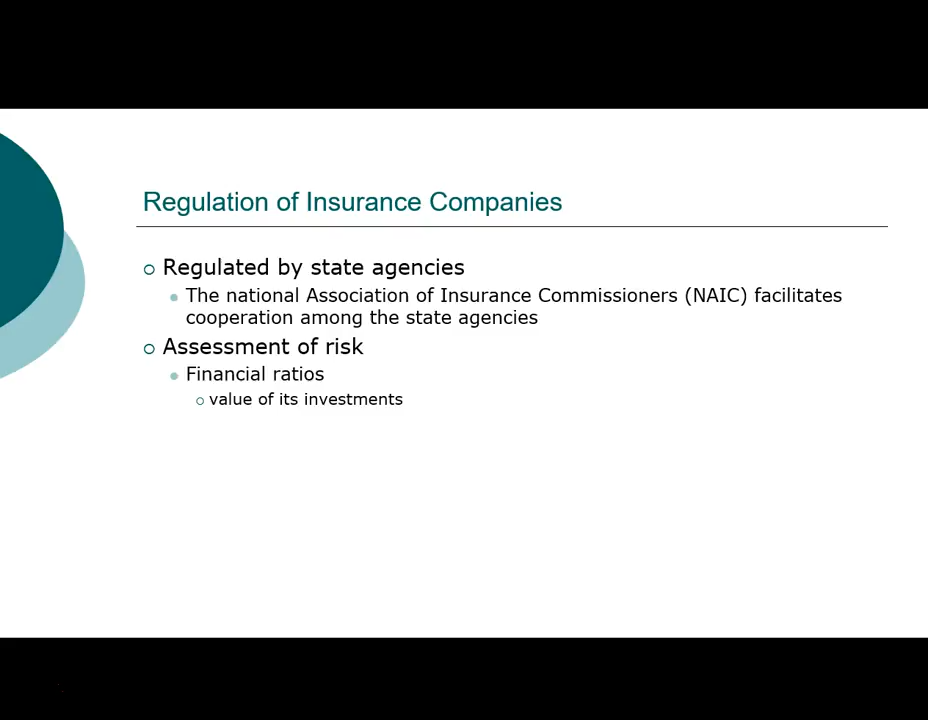 Regulation of Insurance Companies
Regulated by state agencies
The national Association of Insurance Commissioners (NAIC) facilitates
cooperation among the state agencies
Assessment of risk
Financial ratios
value of its investments